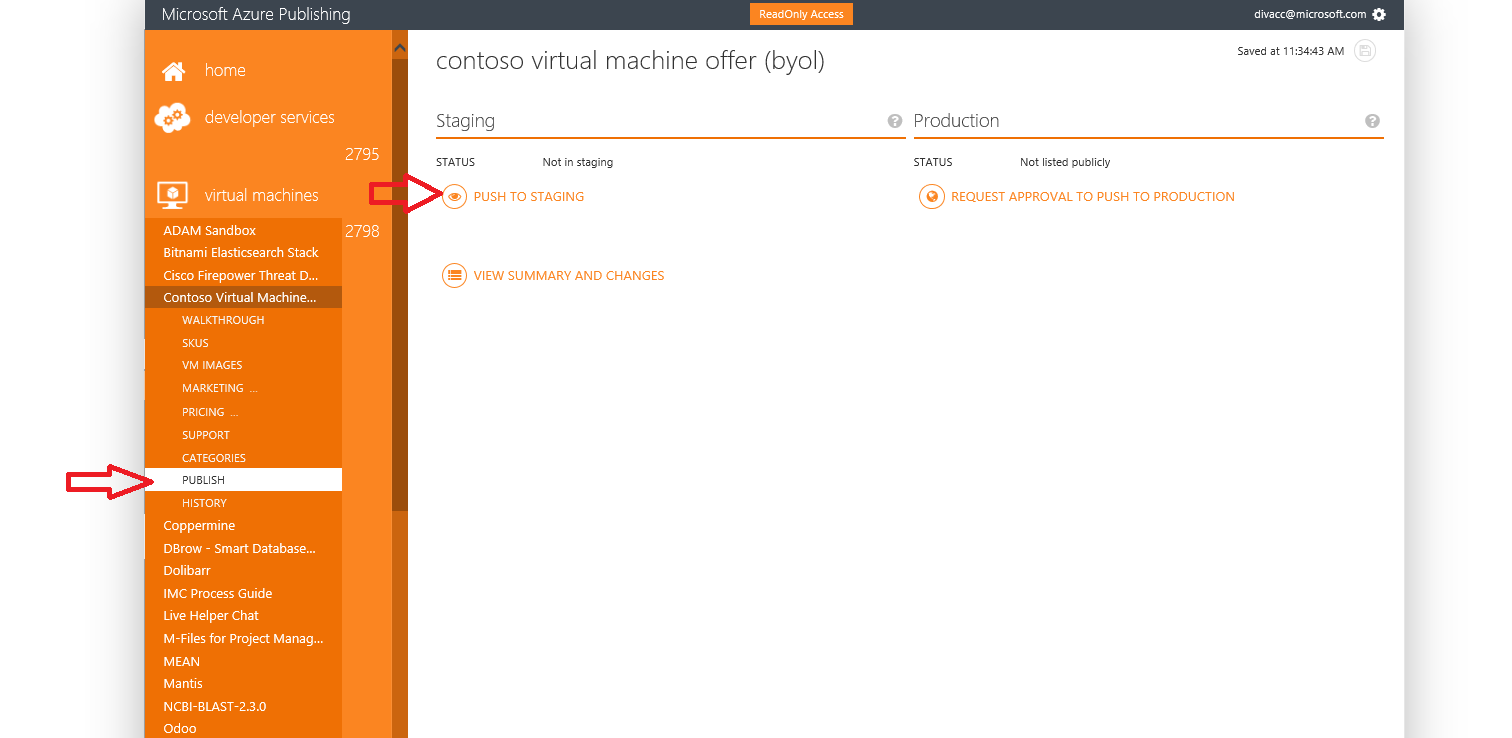 Microsoft Azure Publishing
ReadOnly Access
divacc@microsoft.com
home
developer services
2795
virtual machines
2798
ADAM Sandbox
Bitnami Elasticsearch Stack
Cisco Firepower Threat D...
Contoso Virtual Machine...
WALKTHROUGH
SKUS
VM IMAGES
MARKETING ...
PRICING ...
SUPPORT
CATEGORIES
PUBLISH
HISTORY
Coppermine
DBrow - Smart Database...
Dolibarr
IMC Process Guide
Live Helper Chat
M-Files for Project Manag...
MEAN
Mantis
NCBI-BLAST-2.3.0
Odoo
Saved at 11:34:43 AM
contoso virtual machine offer (byol)
Staging ?
STATUS Not in staging
PUSH TO STAGING
VIEW SUMMARY AND CHANGES
Production ?
STATUS Not listed publicly
REQUEST APPROVAL TO PUSH TO PRODUCTION